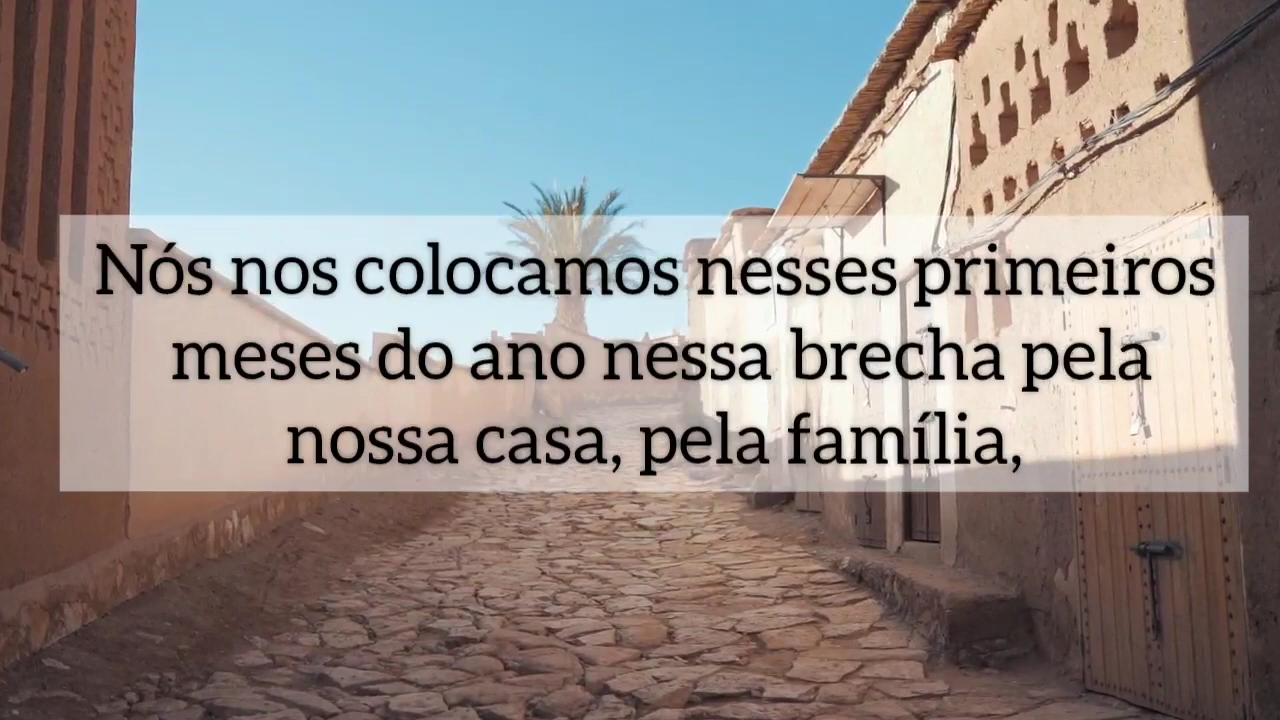 Nós nos colocamos nesses primeiros
meses do ano nessa brecha pela
nossa casa, pela família,